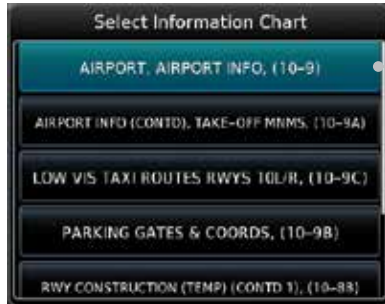 Select Information Chart
AIRPORT, AIRPORT INFO, (10-9)
AIRPORT INFO (CONTD), TAKE-OFF MNMS, (10-9A)
LOW VIS TAXI ROUTES RWYS 10L/R, (10-9C)
PARKING GATES & COORDS, (10-9B)
RWY CONSTRUCTION (TEMP) (CONTD 1), (10-8B)